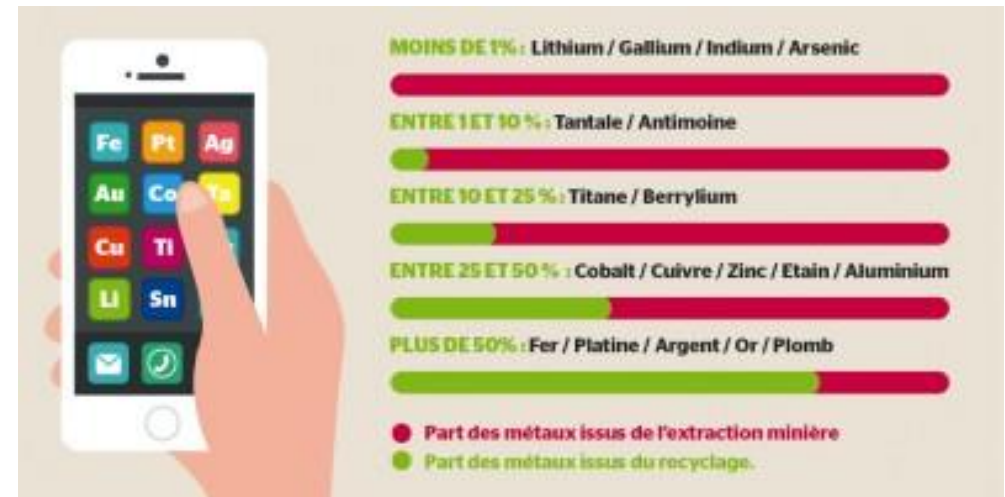 MOINS DE 1% : Lithium / Gallium / Indium / Arsenic
ENTRE 1 ET 10 % : Tantale / Antimoine
ENTRE 10 ET 25 % : Titane / Berrylium
ENTRE 25 ET 50 % : Cobalt / Cuivre / Zinc / Etain / Aluminium
PLUS DE 50% : Fer / Platine / Argent / Or / Plomb
Part des métaux issus de l'extraction minière
Part des métaux issus du recyclage.
Fe Pt Ag
Au Co
Cu Ti
Li Sn